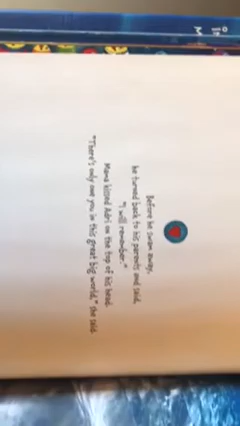 Before he swam away,
he turned back to his parents and said,
"I will remember."
Mama kissed Adri on the top of his head.
"There's only one you in this great big world," she said.